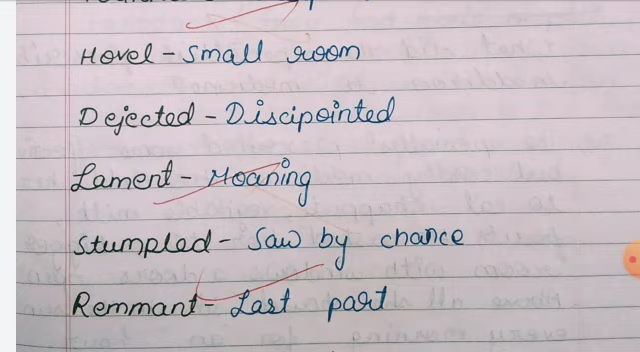 Hovel - Small room
Dejected - Discipointed
Lament - Moaning
Stumpled - Saw by chance
Remmant - Last part